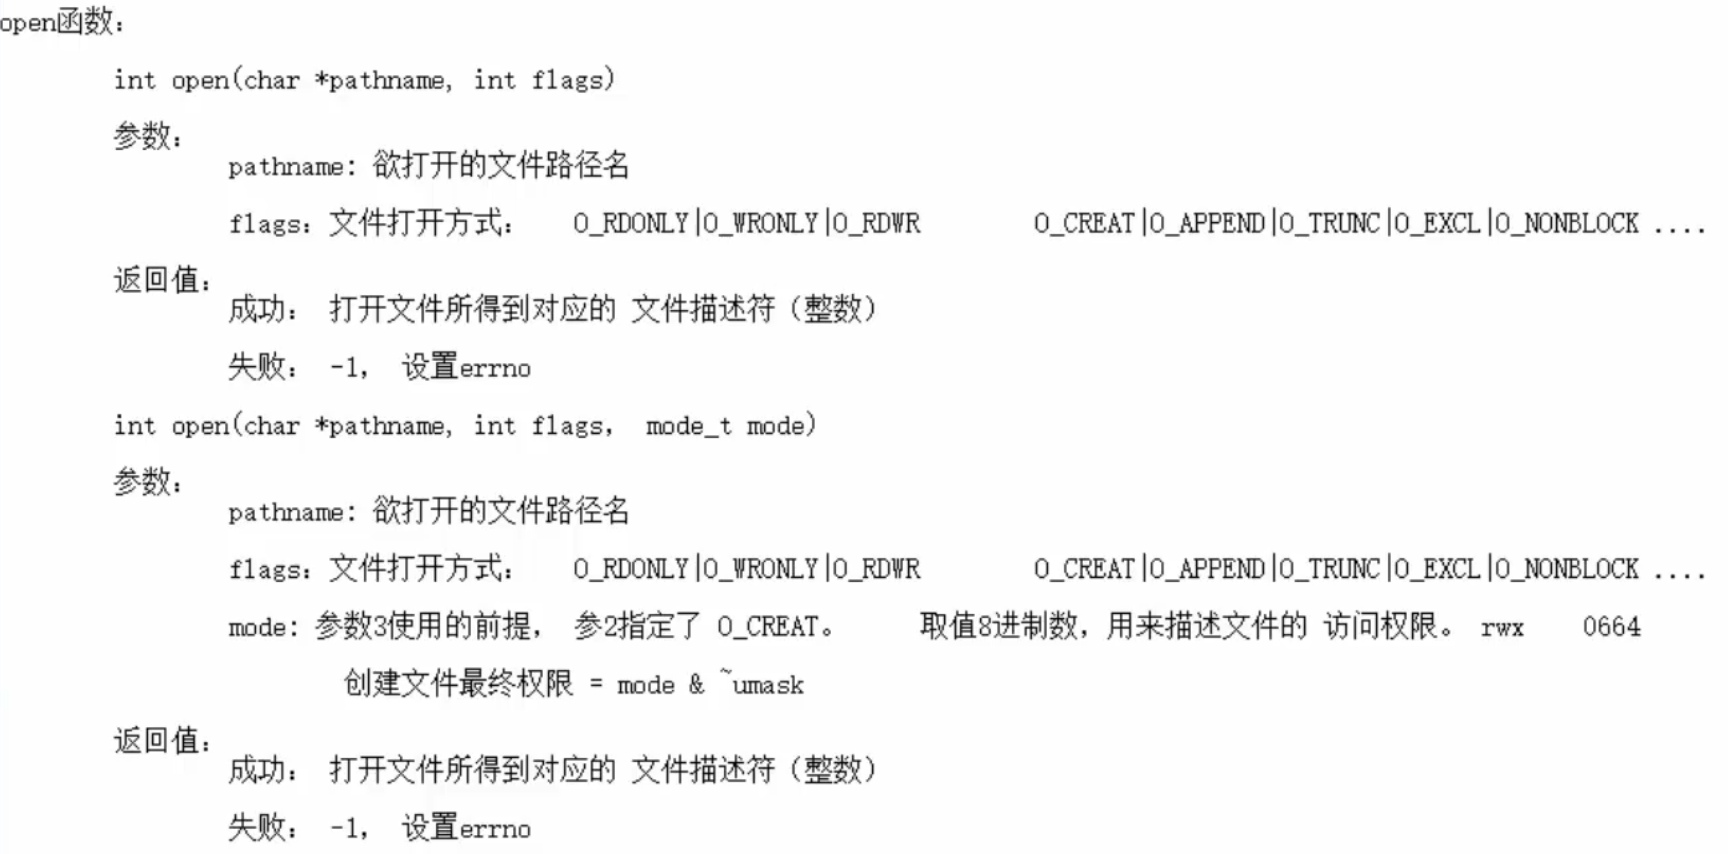 open函数：
int open(char *pathname, int flags)
参数：
pathname: 欲打开的文件路径名
flags：文件打开方式： O_RDONLY|O_WRONLY|O_RDWR O_CREAT|O_APPEND|O_TRUNC|O_EXCL|O_NONBLOCK ....
返回值：
成功： 打开文件所得到对应的 文件描述符（整数）
失败： -1， 设置errno
int open(char *pathname, int flags， mode_t mode)
参数：
pathname: 欲打开的文件路径名
flags：文件打开方式： O_RDONLY|O_WRONLY|O_RDWR O_CREAT|O_APPEND|O_TRUNC|O_EXCL|O_NONBLOCK ....
mode: 参数3使用的前提， 参2指定了 O_CREAT。 取值8进制数，用来描述文件的 访问权限。 rwx 0664
创建文件最终权限 = mode & ~umask
返回值：
成功： 打开文件所得到对应的 文件描述符（整数）
失败： -1， 设置errno